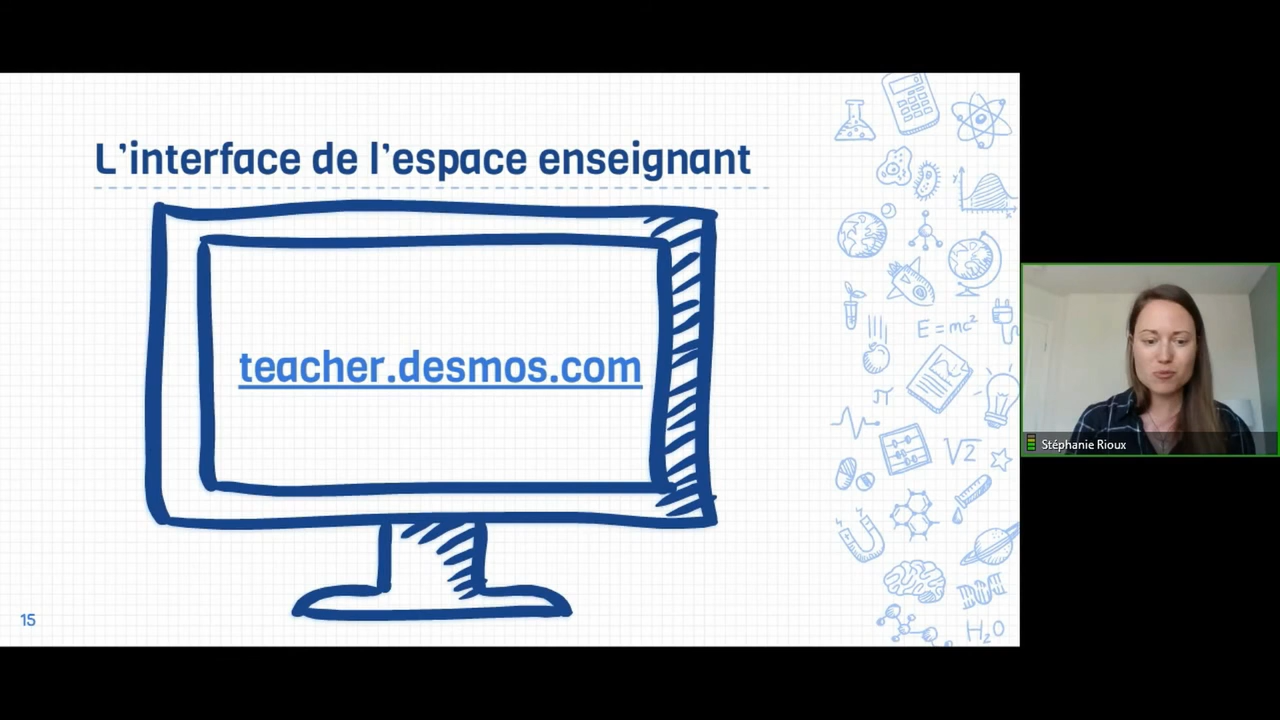 L'interface de l'espace enseignant
teacher.desmos.com
15
y
x
E=mc²
π
√2
H₂O
Stéphanie Rioux